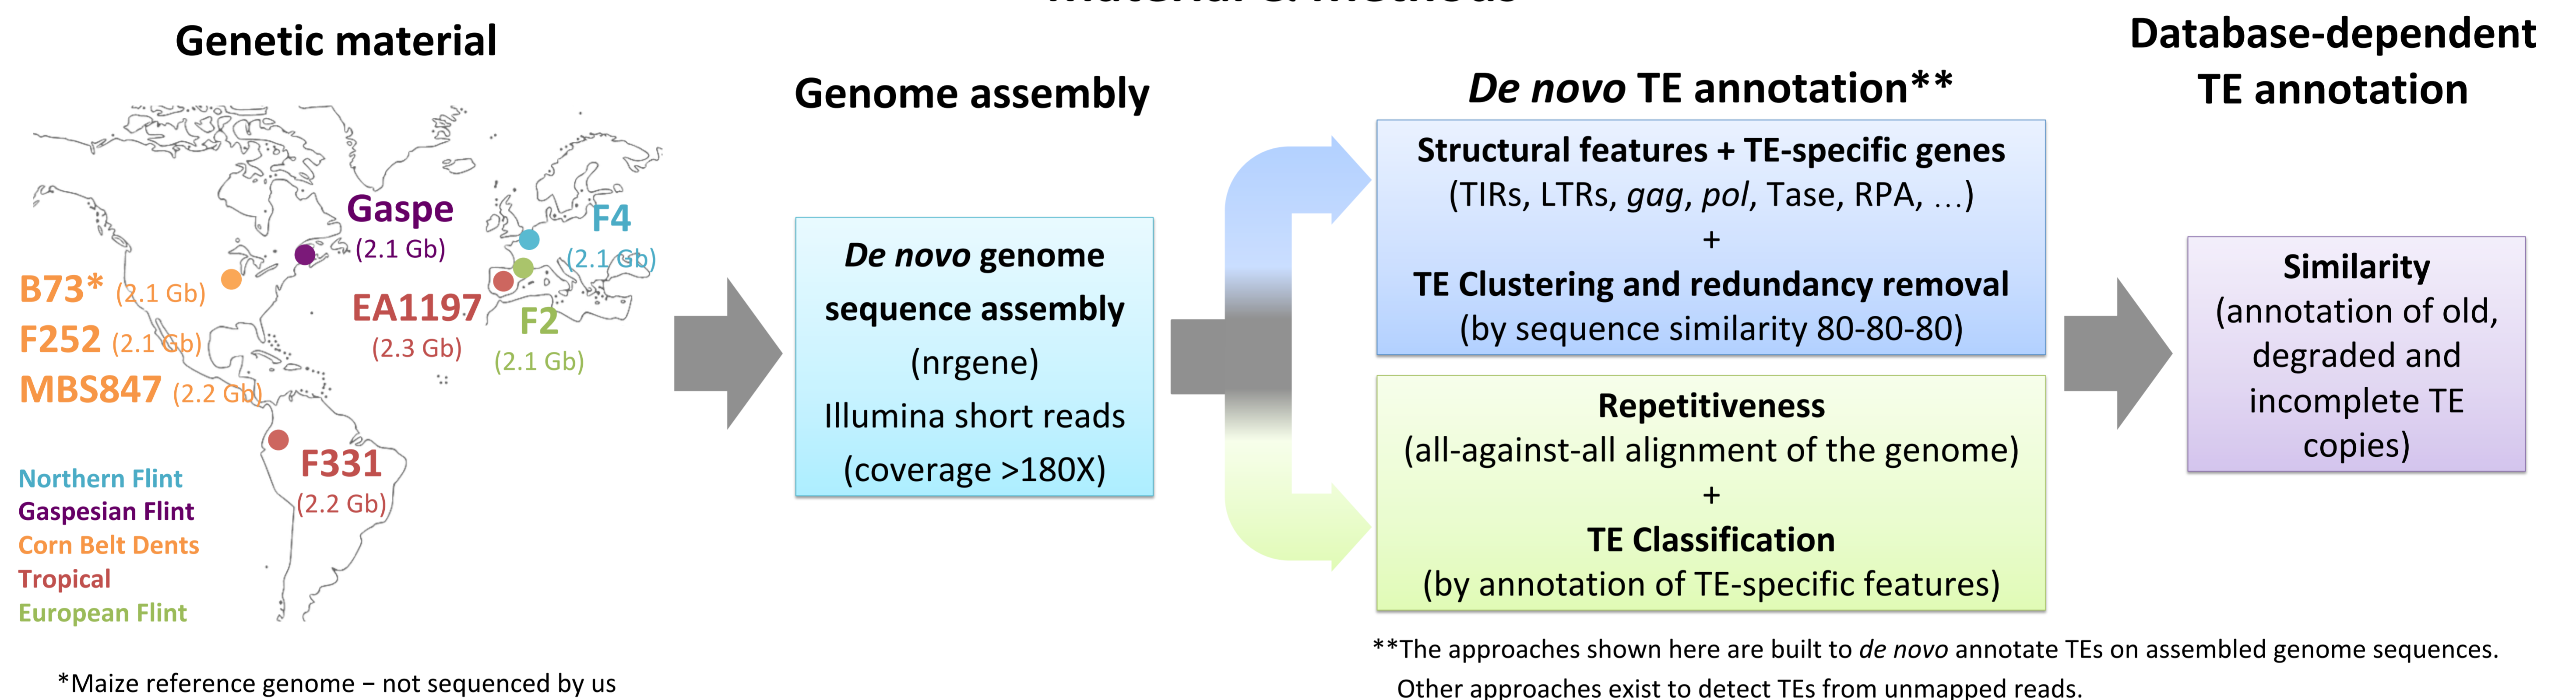 Material & Methods
Genetic material
Gaspe
(2.1 Gb)
F4
(2.1 Gb)
B73* (2.1 Gb)
F252 (2.1 Gb)
MBS847 (2.2 Gb)
EA1197
(2.3 Gb)
F2
(2.1 Gb)
F331
(2.2 Gb)
Northern Flint
Gaspesian Flint
Corn Belt Dents
Tropical
European Flint
*Maize reference genome – not sequenced by us
Genome assembly
De novo genome
sequence assembly
(nrgene)
Illumina short reads
(coverage >180X)
De novo TE annotation**
Structural features + TE-specific genes
(TIRs, LTRs, gag, pol, Tase, RPA, ...)
+
TE Clustering and redundancy removal
(by sequence similarity 80-80-80)
Repetitiveness
(all-against-all alignment of the genome)
+
TE Classification
(by annotation of TE-specific features)
**The approaches shown here are built to de novo annotate TEs on assembled genome sequences.
Other approaches exist to detect TEs from unmapped reads.
Database-dependent
TE annotation
Similarity
(annotation of old,
degraded and
incomplete TE
copies)